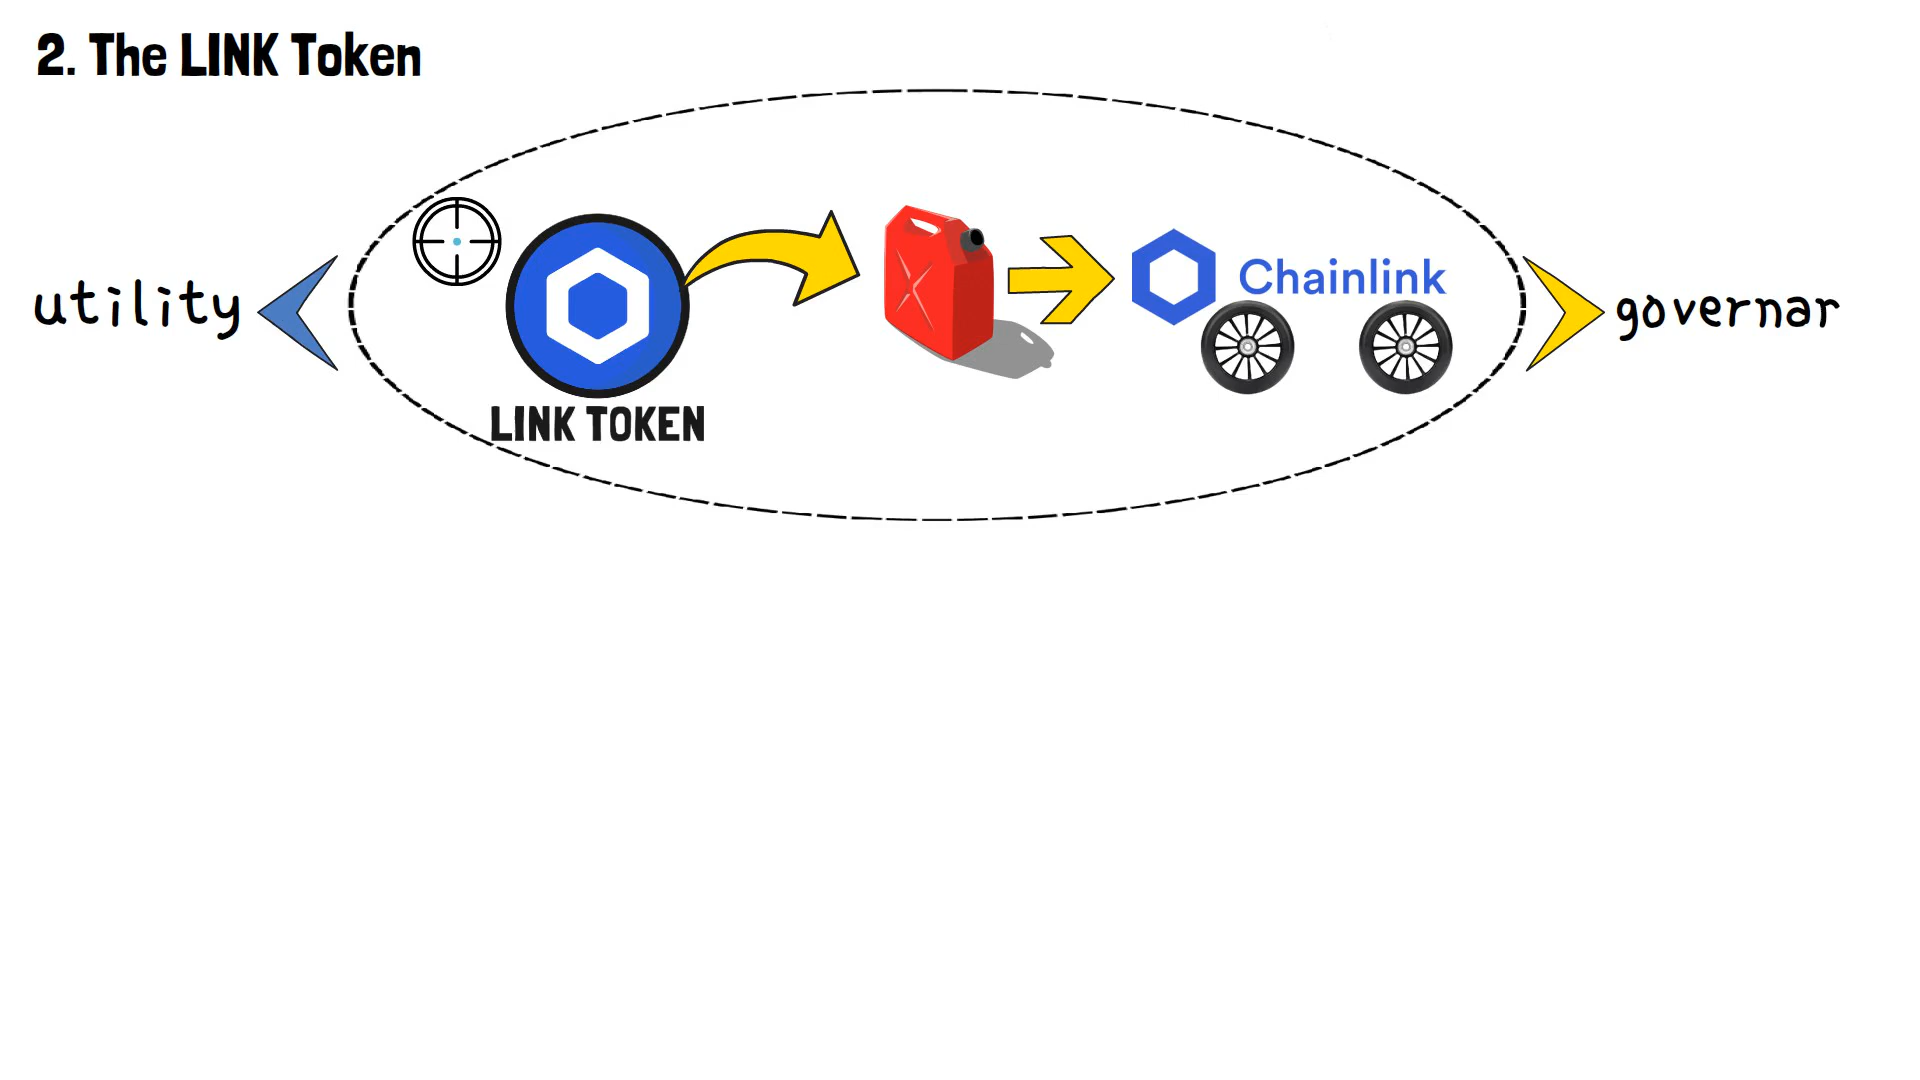 2. The LINK Token
utility
Chainlink
governar
LINK TOKEN